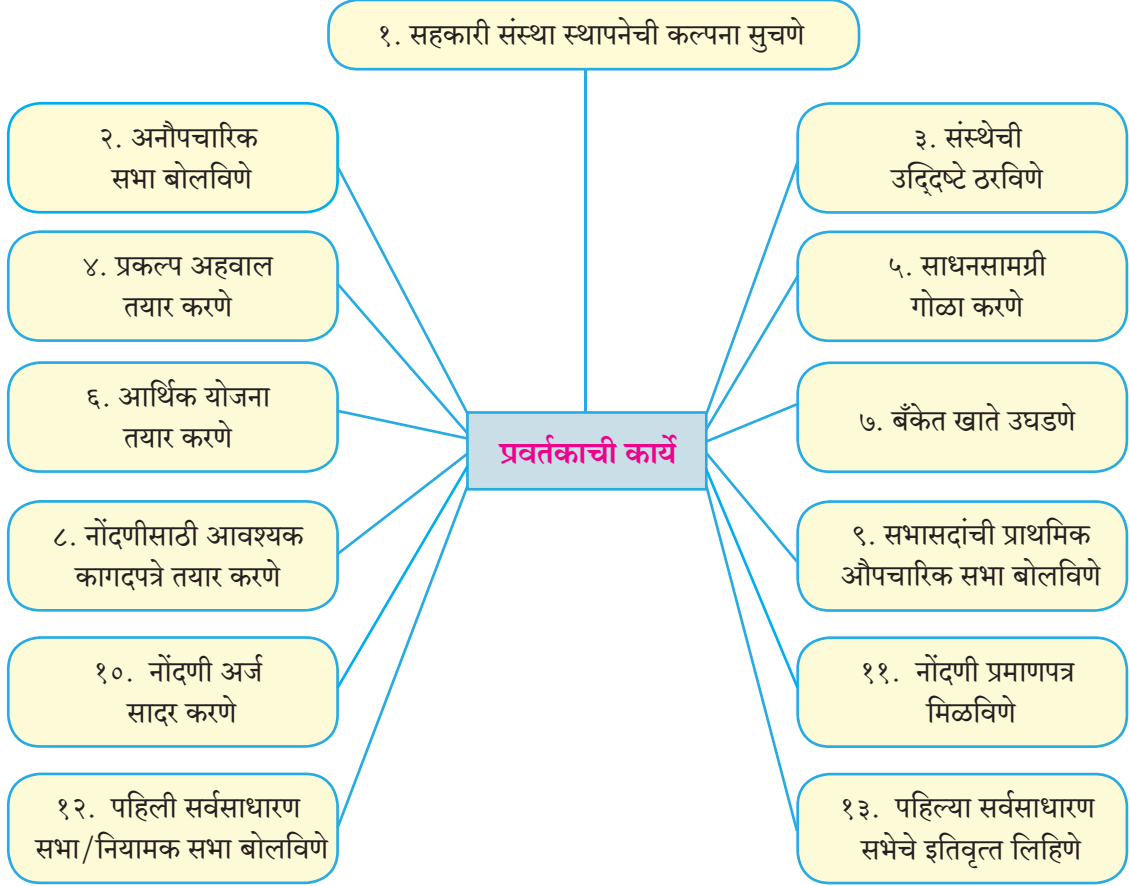 १. सहकारी संस्था स्थापनेची कल्पना सुचणे
२. अनौपचारिक
सभा बोलविणे
३. संस्थेची
उद्‌दिष्टे ठरविणे
४. प्रकल्प अहवाल
तयार करणे
५. साधनसामग्री
गोळा करणे
६. आर्थिक योजना
तयार करणे
७. बँकेत खाते उघडणे
प्रवर्तकाची कार्ये
८. नोंदणीसाठी आवश्यक
कागदपत्रे तयार करणे
९. सभासदांची प्राथमिक
औपचारिक सभा बोलविणे
१०. नोंदणी अर्ज
सादर करणे
११. नोंदणी प्रमाणपत्र
मिळविणे
१२. पहिली सर्वसाधारण
सभा/नियामक सभा बोलविणे
१३. पहिल्या सर्वसाधारण
सभेचे इतिवृत्त लिहिणे